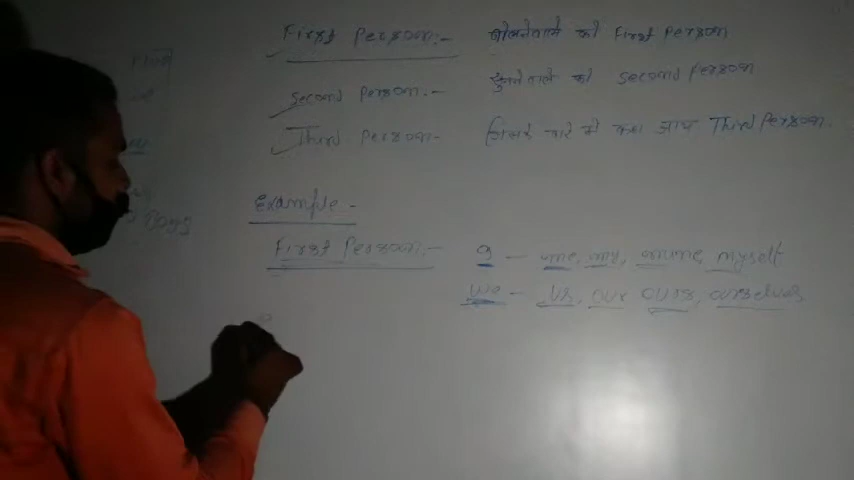 First Person:- बोलनेवाले को First Person
Second Person:- सुनने वाले को Second Person
Third Person- जिसके बारे में कहा जाय Third Person.
Example -
First Person:- I - me, my, mine, myself
we - us, our ours, ourselves